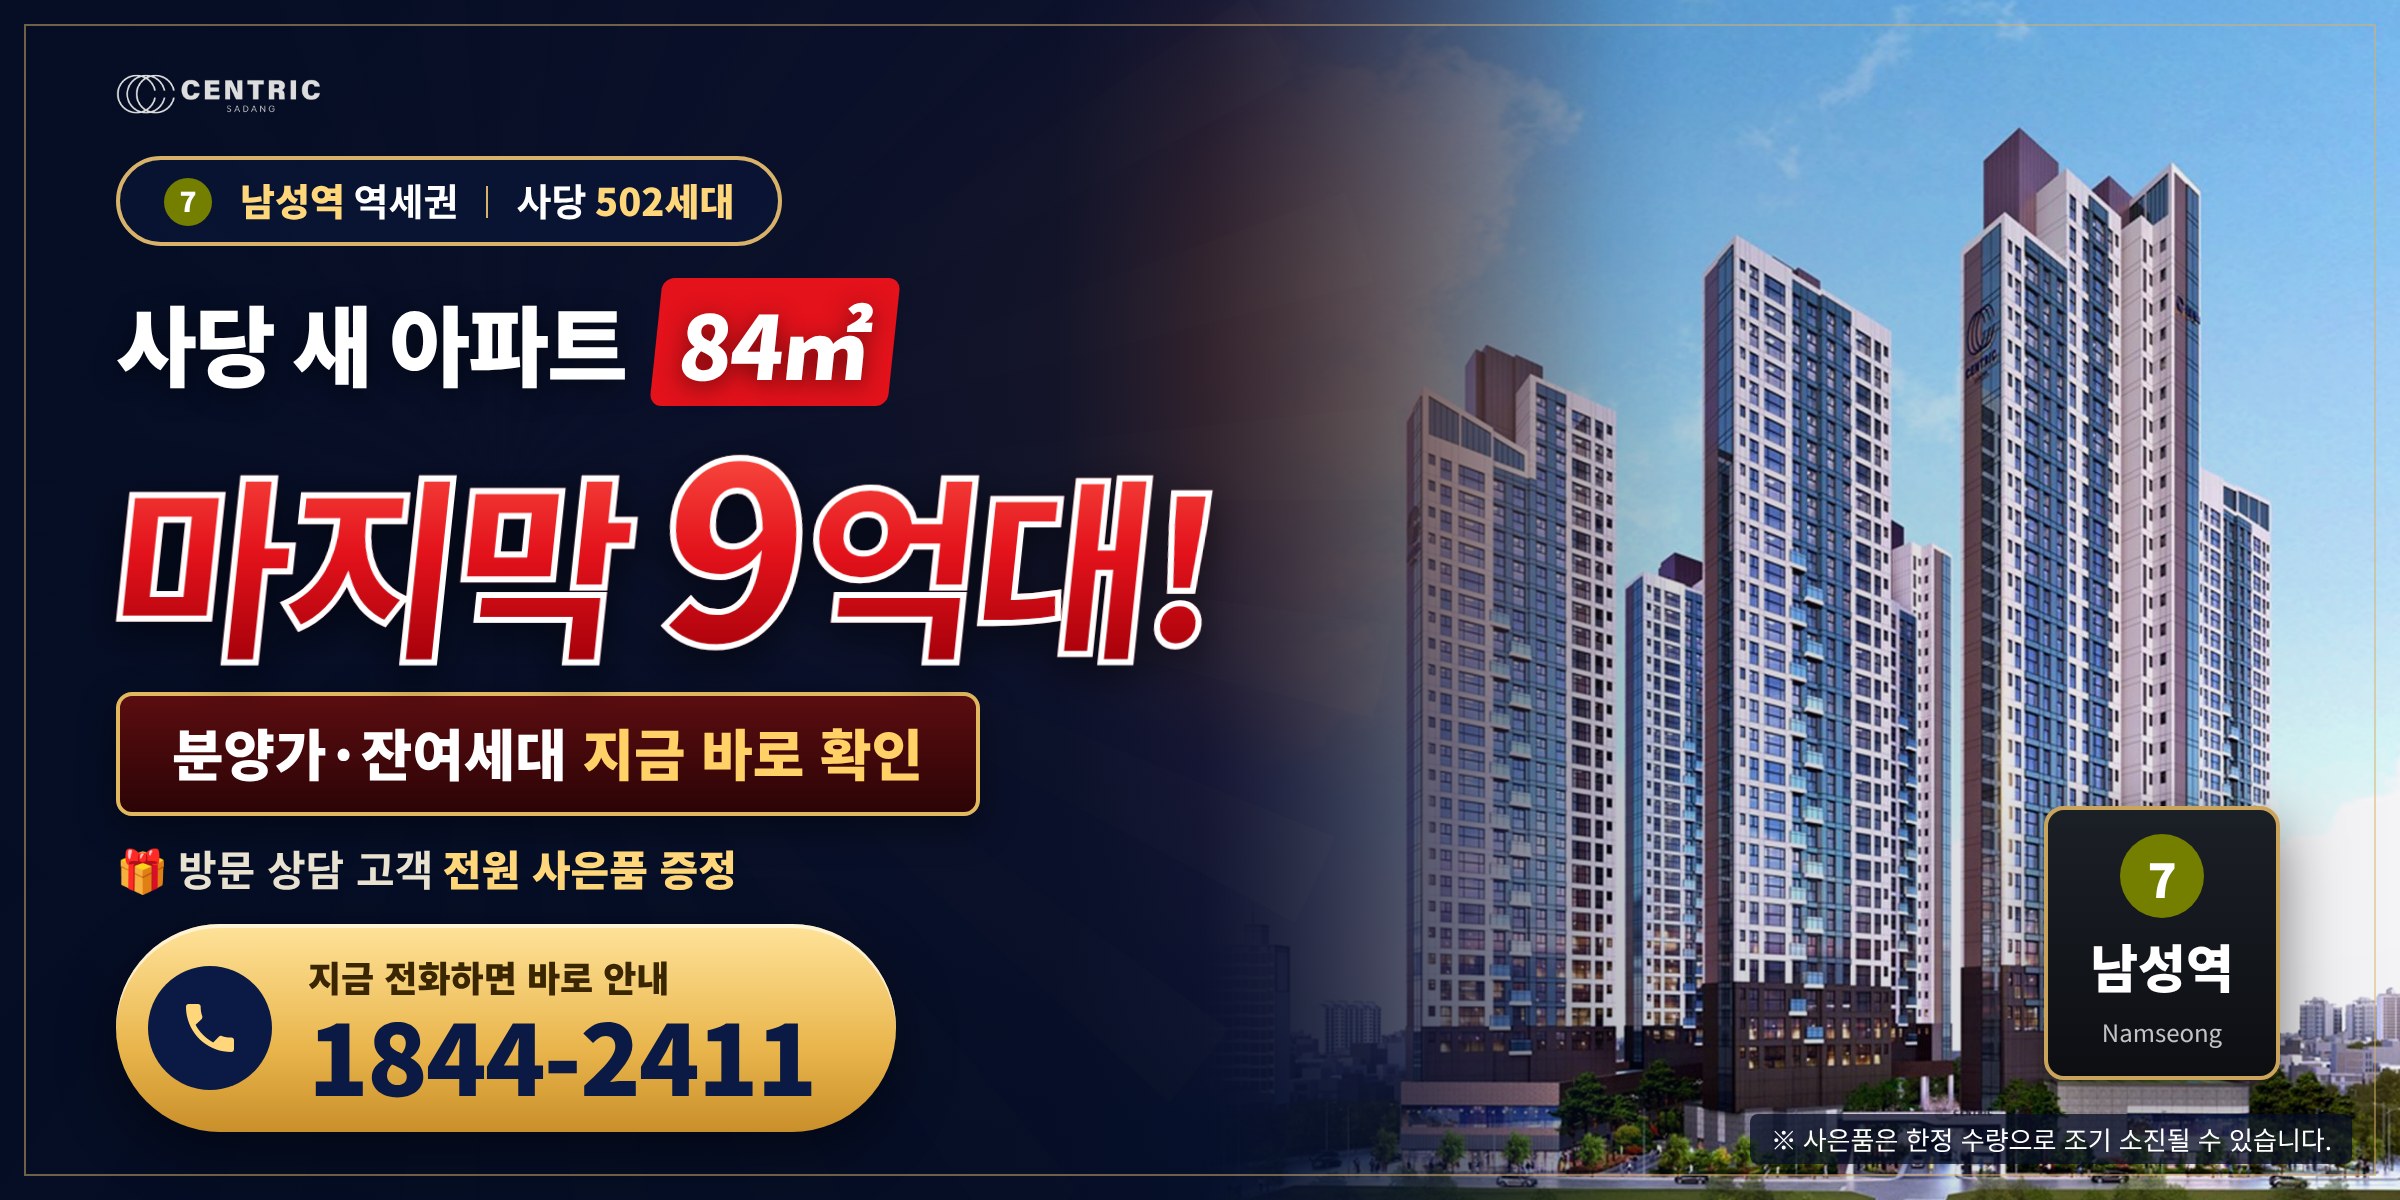 CENTRIC
SADANG
7 남성역 역세권 | 사당 502세대
사당 새 아파트 84㎡
마지막 9억대!
분양가·잔여세대 지금 바로 확인
방문 상담 고객 전원 사은품 증정
지금 전화하면 바로 안내
1844-2411
CENTRIC
7
남성역
Namseong
※ 사은품은 한정 수량으로 조기 소진될 수 있습니다.